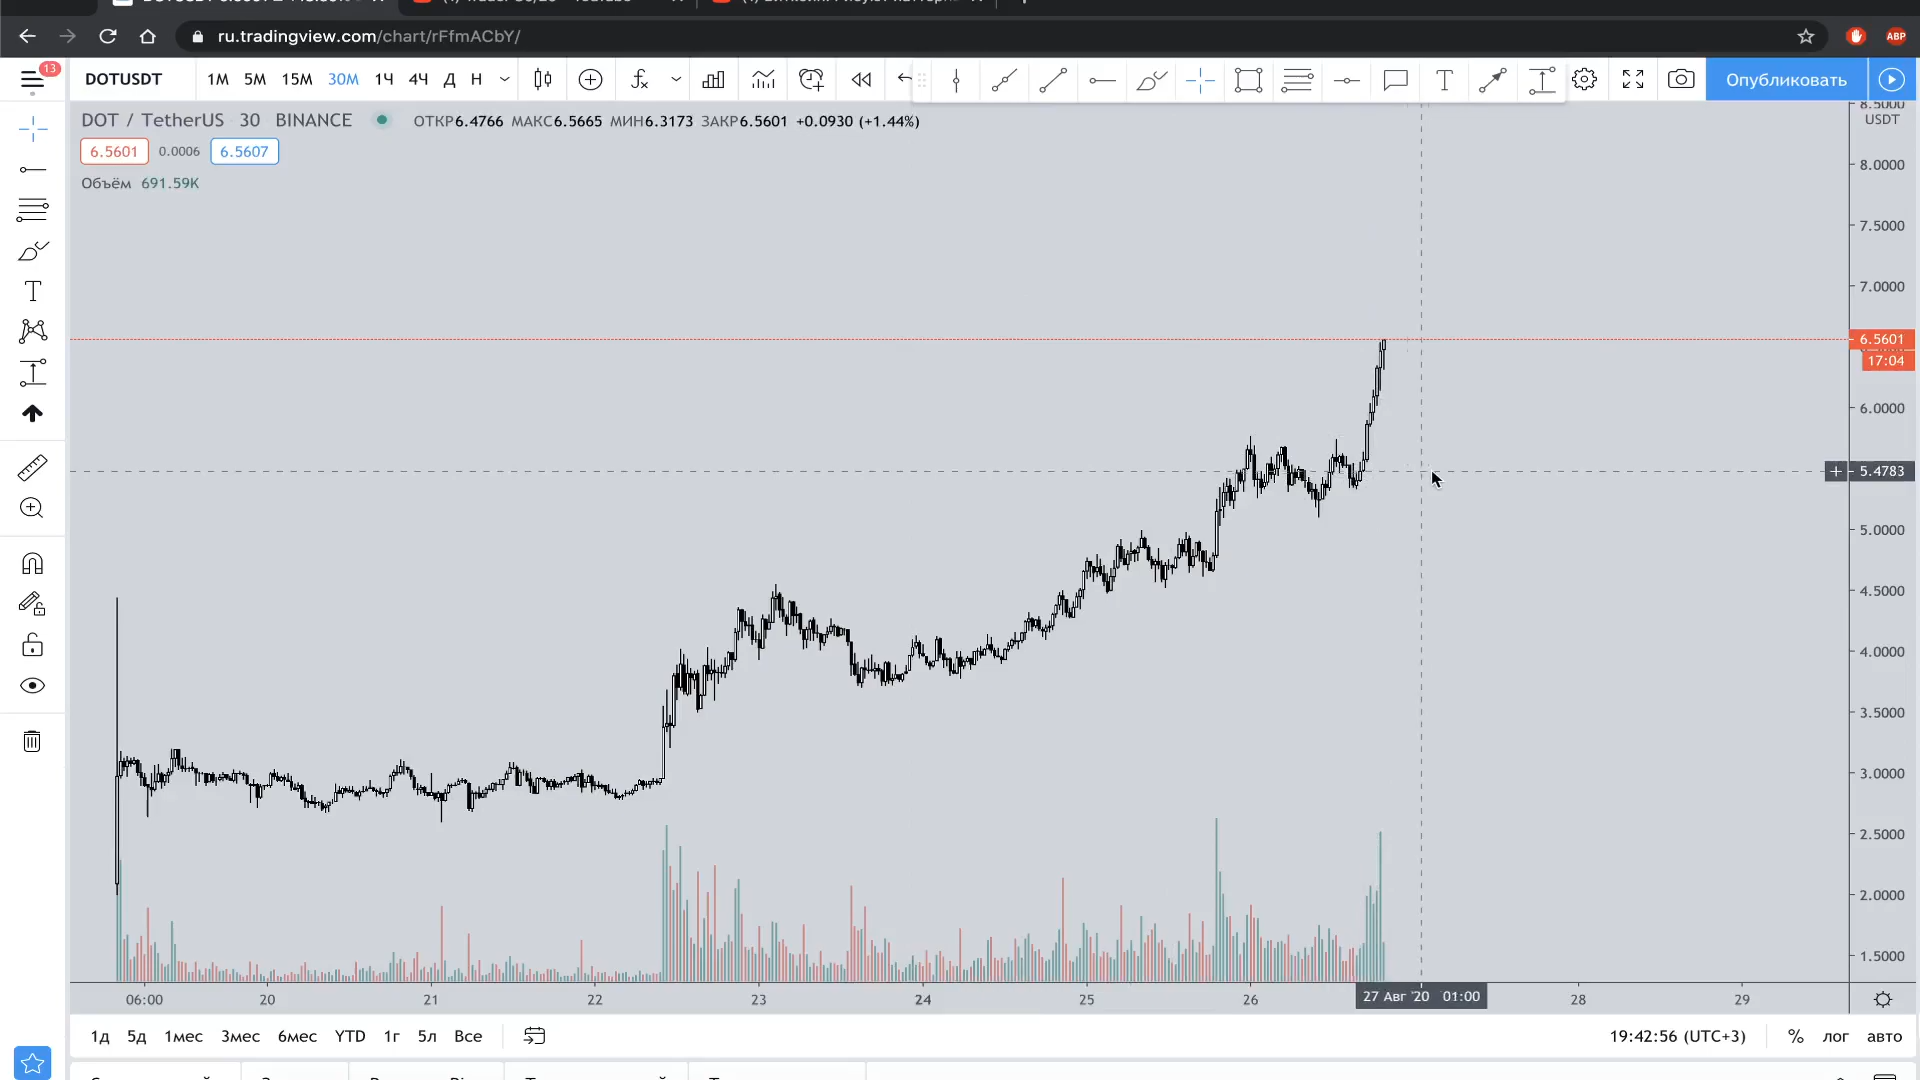 ru.tradingview.com/chart/rFfmACbY/
ABP
13
DOTUSDT 1М 5М 15М 30М 1Ч 4Ч Д Н Опубликовать
DOT / TetherUS 30 BINANCE ОТКР6.4766 МАКС6.5665 МИН6.3173 ЗАКР6.5601 +0.0930 (+1.44%)
6.5601 0.0006 6.5607
Объём 691.59K
8.5000
USDT
8.0000
7.5000
7.0000
6.5601
17:04
6.0000
5.4783
5.0000
4.5000
4.0000
3.5000
3.0000
2.5000
2.0000
1.5000
06:00 20 21 22 23 24 25 26 27 Авг '20 01:00 28 29
1д 5д 1мес 3мес 6мес YTD 1г 5л Все 19:42:56 (UTC+3) % лог авто